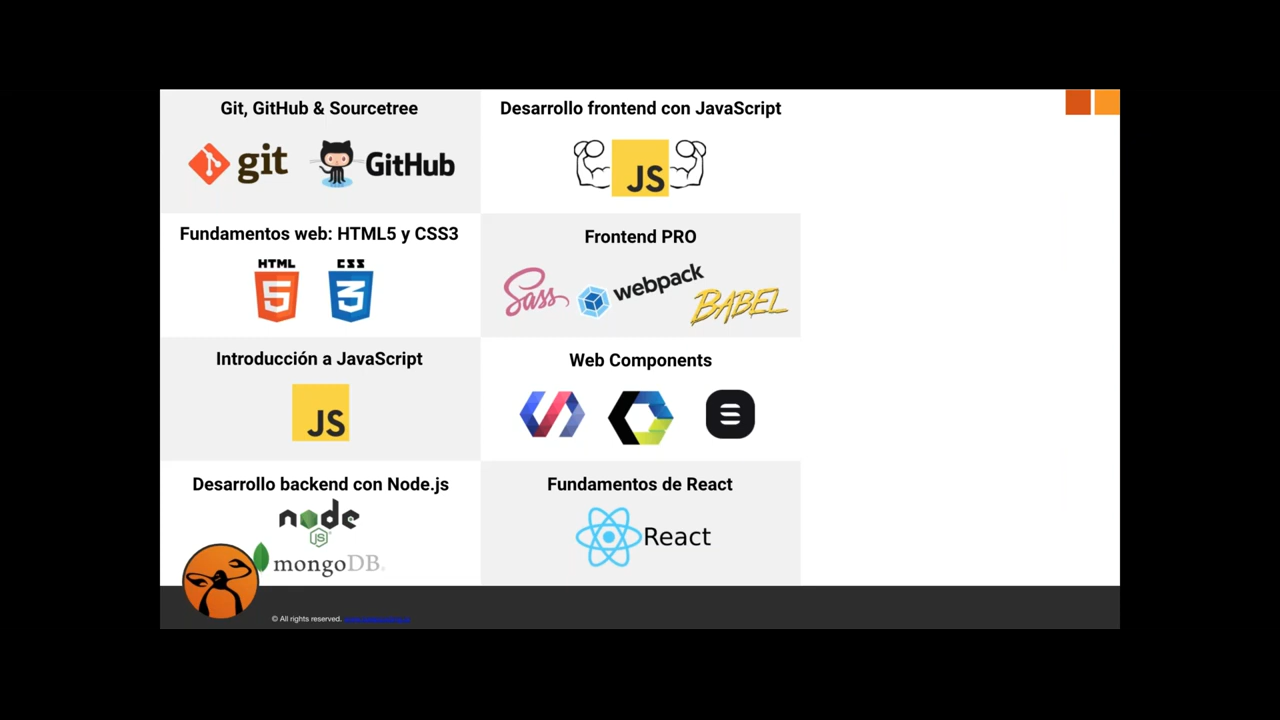 Git, GitHub & Sourcetree
git
GitHub
Fundamentos web: HTML5 y CSS3
HTML
5
CSS
3
Introducción a JavaScript
JS
Desarrollo backend con Node.js
node
JS
mongoDB
Desarrollo frontend con JavaScript
JS
Frontend PRO
Sass
webpack
BABEL
Web Components
Fundamentos de React
React
© All rights reserved.